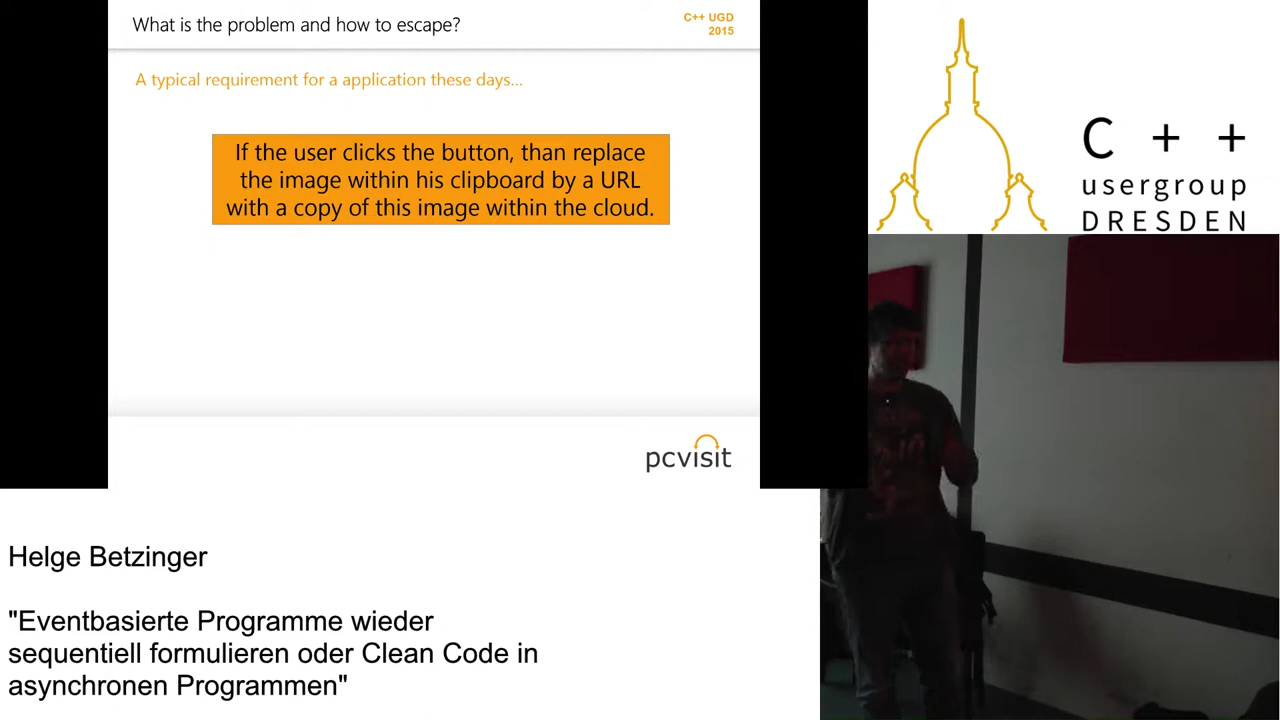 What is the problem and how to escape?
C++ UGD
2015
A typical requirement for a application these days...
If the user clicks the button, than replace
the image within his clipboard by a URL
with a copy of this image within the cloud.
pcvisit
C + +
usergroup
DRESDEN
Helge Betzinger
"Eventbasierte Programme wieder
sequentiell formulieren oder Clean Code in
asynchronen Programmen"